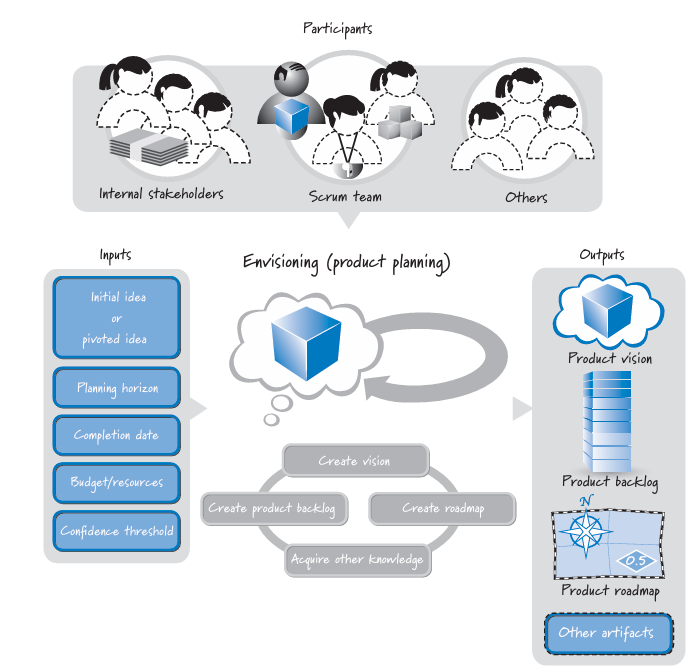 Participants
Internal stakeholders
Scrum team
Others
Inputs
Envisioning (product planning)
Outputs
Initial idea
or
pivoted idea
Planning horizon
Completion date
Budget/resources
Confidence threshold
Create vision
Create product backlog
Create roadmap
Acquire other knowledge
Product vision
Product backlog
N
0.5
Product roadmap
Other artifacts